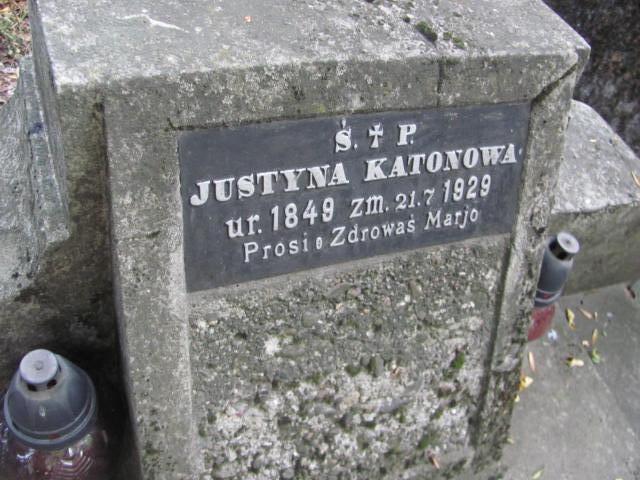 Ś. ✝ P.
JUSTYNA KATONOWA
ur. 1849 zm. 21.7 1929
Prosi o Zdrowaś Marjo